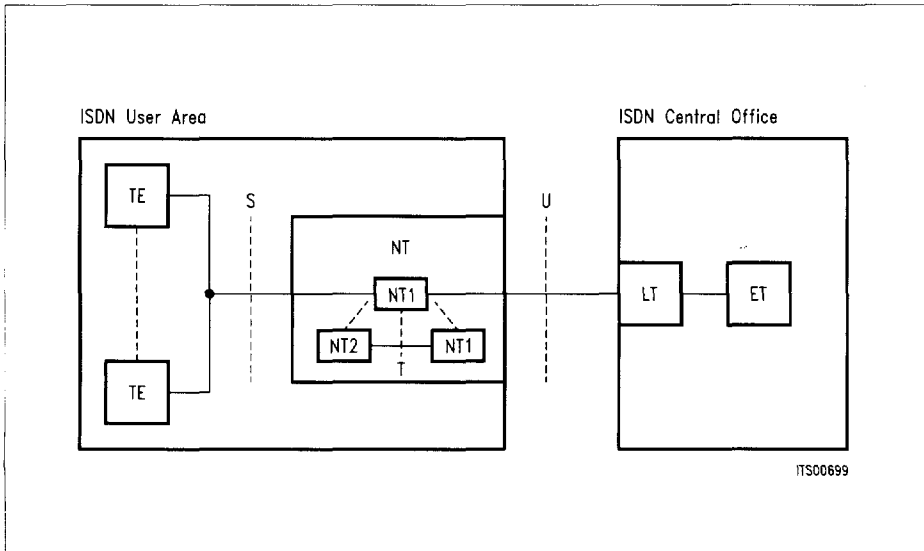 ISDN User Area
ISDN Central Office
TE
S
U
NT
NT1
LT
ET
NT2
NT1
T
TE
ITS00699